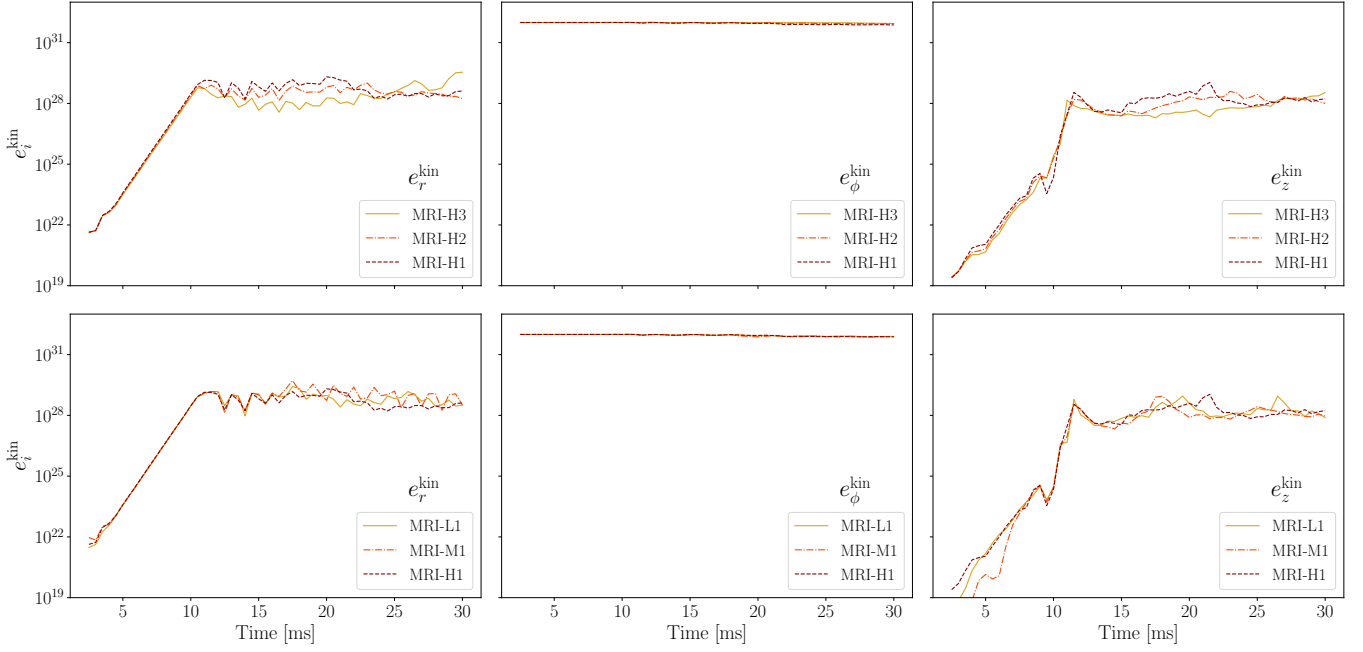 10^{31}
10^{28}
10^{25}
10^{22}
10^{19}
e_i^{kin}
e_r^{kin}
MRI-H3
MRI-H2
MRI-H1
e_ϕ^{kin}
MRI-H3
MRI-H2
MRI-H1
e_z^{kin}
MRI-H3
MRI-H2
MRI-H1
10^{31}
10^{28}
10^{25}
10^{22}
10^{19}
e_i^{kin}
e_r^{kin}
MRI-L1
MRI-M1
MRI-H1
5 10 15 20 25 30
Time [ms]
e_ϕ^{kin}
MRI-L1
MRI-M1
MRI-H1
5 10 15 20 25 30
Time [ms]
e_z^{kin}
MRI-L1
MRI-M1
MRI-H1
5 10 15 20 25 30
Time [ms]